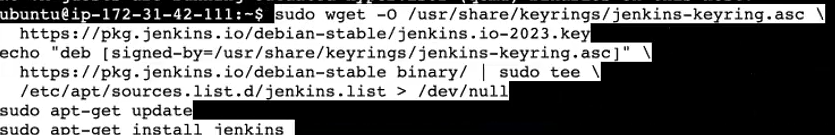 ubuntu@ip-172-31-42-111:~$ sudo wget -O /usr/share/keyrings/jenkins-keyring.asc \
https://pkg.jenkins.io/debian-stable/jenkins.io-2023.key
echo "deb [signed-by=/usr/share/keyrings/jenkins-keyring.asc]" \
https://pkg.jenkins.io/debian-stable binary/ | sudo tee \
/etc/apt/sources.list.d/jenkins.list > /dev/null
sudo apt-get update
sudo apt-get install jenkins